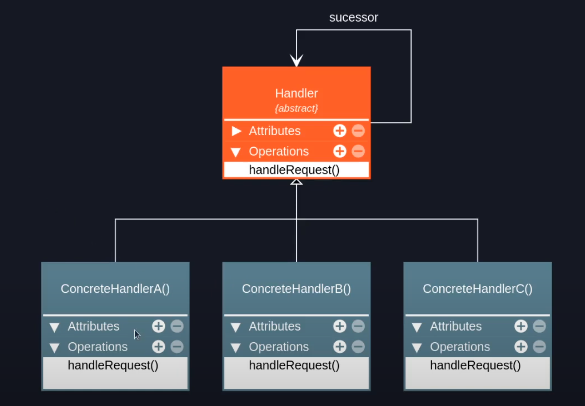 sucessor
Handler
{abstract}
Attributes
Operations
handleRequest()
ConcreteHandlerA()
Attributes
Operations
handleRequest()
ConcreteHandlerB()
Attributes
Operations
handleRequest()
ConcreteHandlerC()
Attributes
Operations
handleRequest()